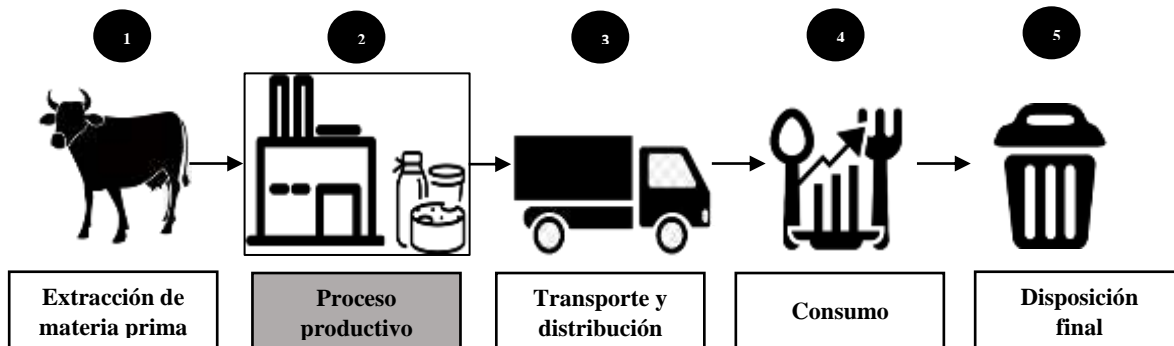 1
2
3
4
5
Extracción de
materia prima
Proceso
productivo
Transporte y
distribución
Consumo
Disposición
final